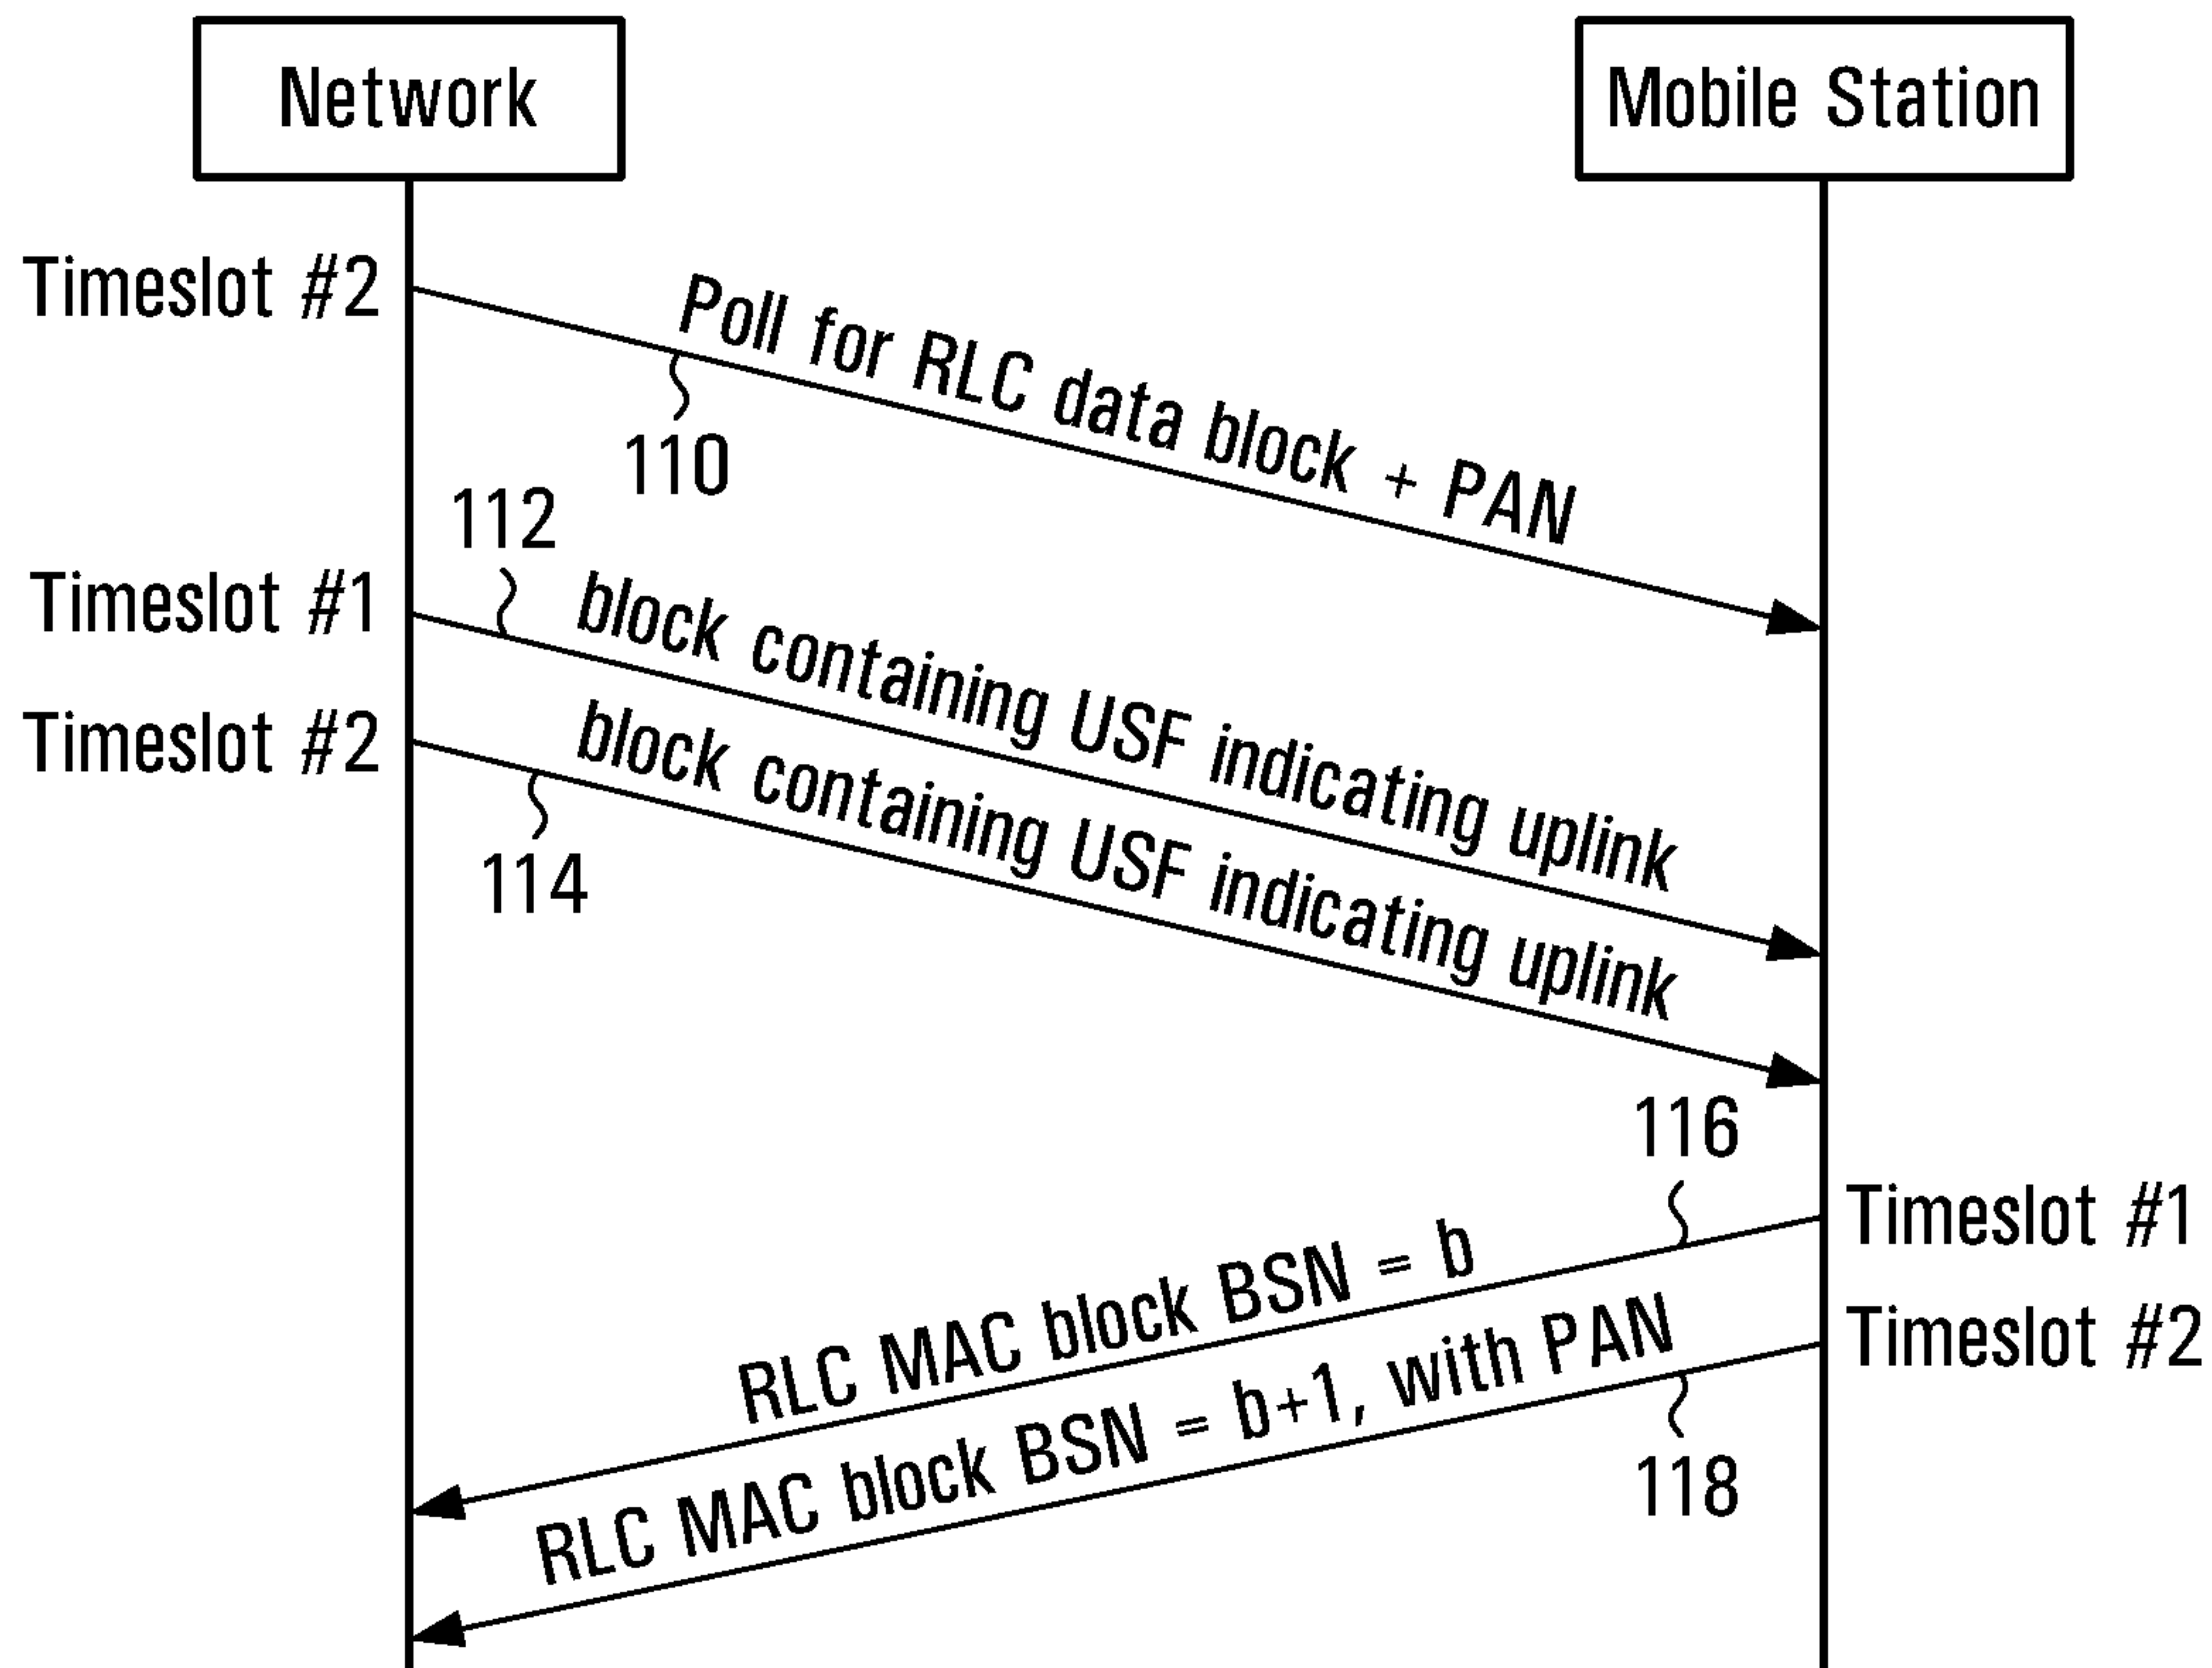 Network
Mobile Station
Timeslot #2
Poll for RLC data block + PAN
110
112
Timeslot #1
block containing USF indicating uplink
Timeslot #2
block containing USF indicating uplink
114
116
Timeslot #1
RLC MAC block BSN = b
Timeslot #2
RLC MAC block BSN = b+1, with PAN
118